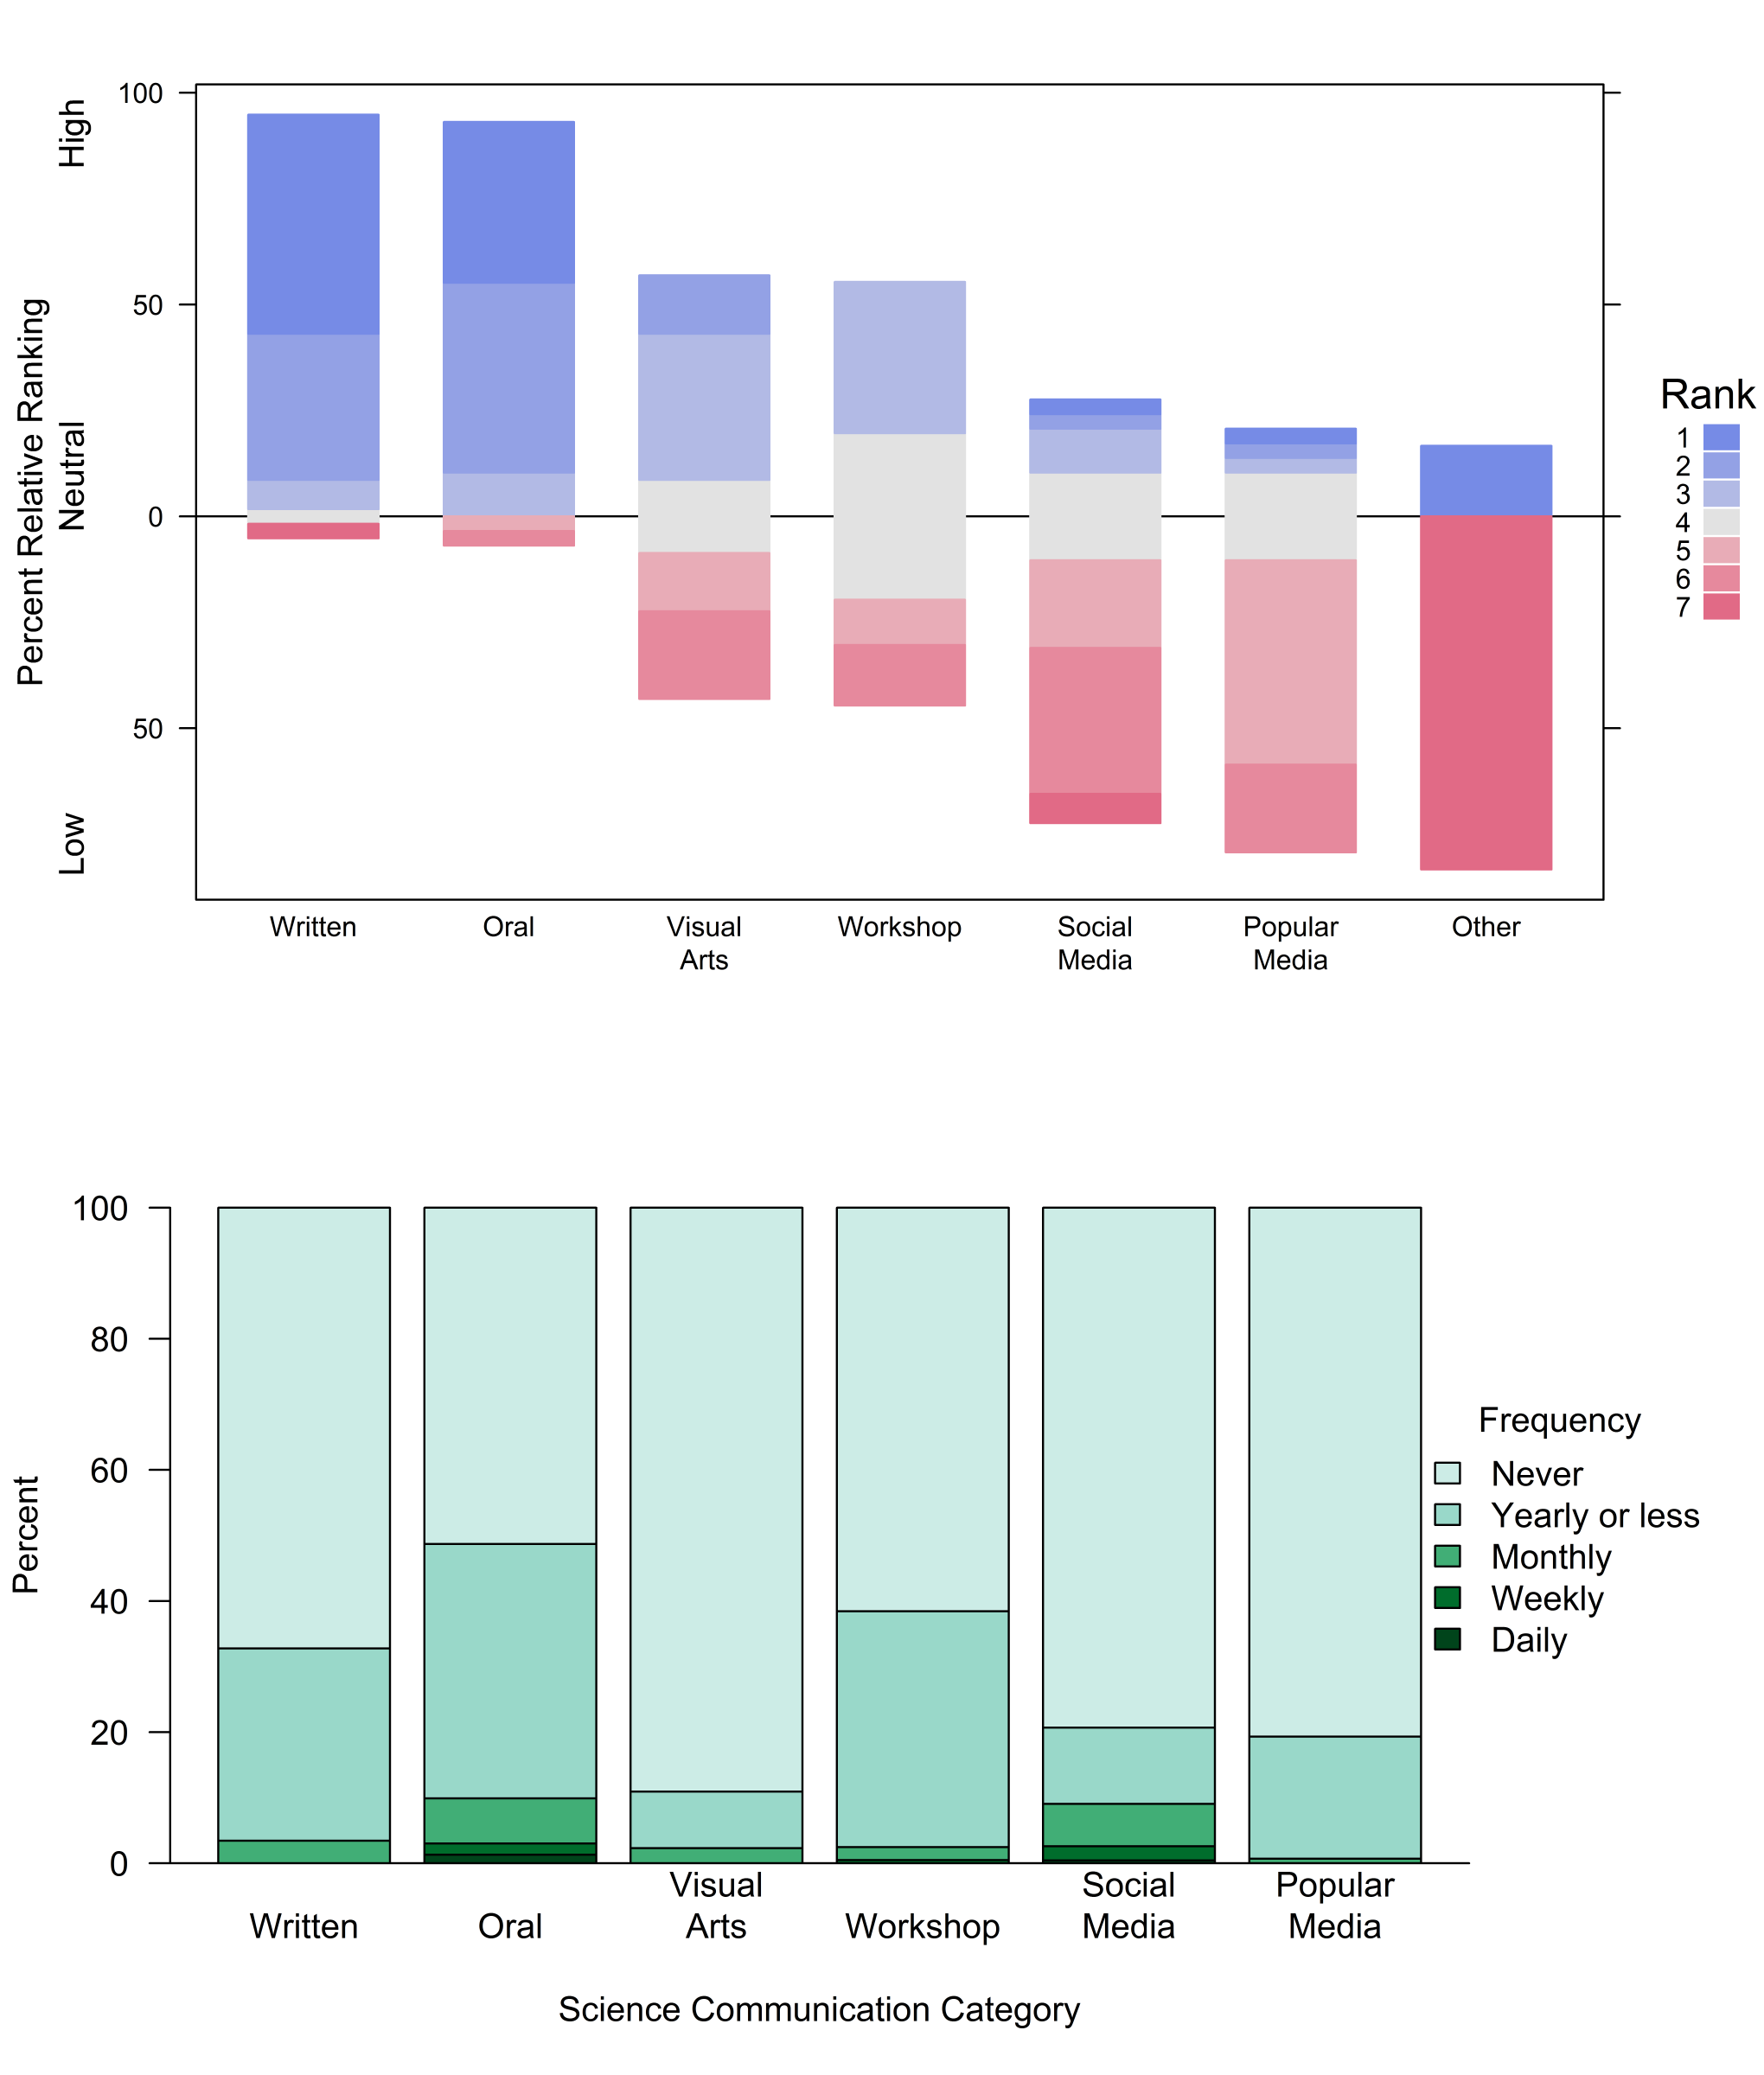 High
Neutral
Low
Percent Relative Ranking
100
50
0
50
Written
Oral
Visual
Arts
Workshop
Social
Media
Popular
Media
Other
Rank
1
2
3
4
5
6
7
Percent
100
80
60
40
20
0
Written
Oral
Visual
Arts
Workshop
Social
Media
Popular
Media
Science Communication Category
Frequency
Never
Yearly or less
Monthly
Weekly
Daily